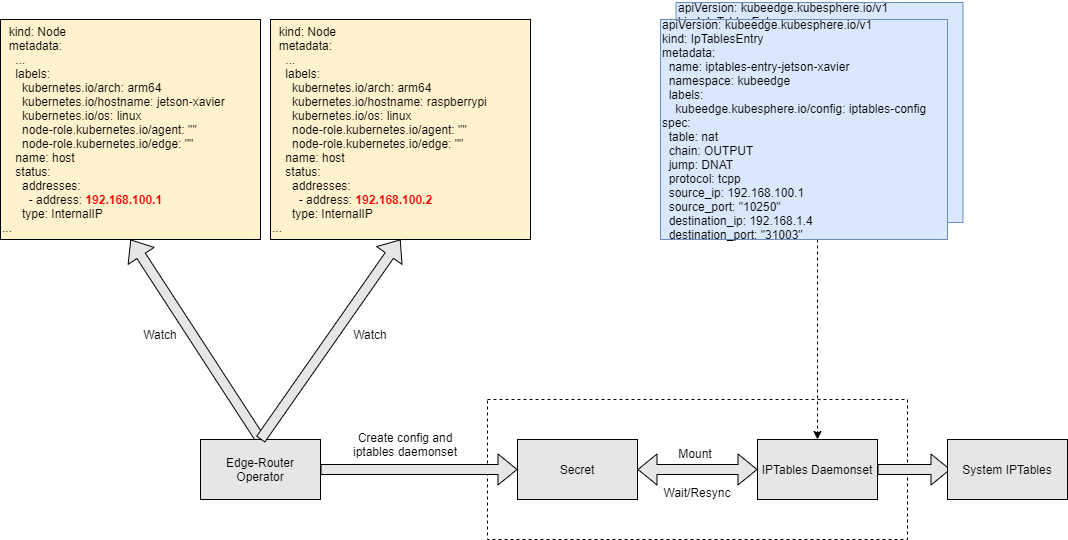 kind: Node
metadata:
...
labels:
kubernetes.io/arch: arm64
kubernetes.io/hostname: jetson-xavier
kubernetes.io/os: linux
node-role.kubernetes.io/agent: ""
node-role.kubernetes.io/edge: ""
name: host
status:
addresses:
- address: 192.168.100.1
type: InternalIP
...
kind: Node
metadata:
...
labels:
kubernetes.io/arch: arm64
kubernetes.io/hostname: raspberrypi
kubernetes.io/os: linux
node-role.kubernetes.io/agent: ""
node-role.kubernetes.io/edge: ""
name: host
status:
addresses:
- address: 192.168.100.2
type: InternalIP
...
apiVersion: kubeedge.kubesphere.io/v1
apiVersion: kubeedge.kubesphere.io/v1
kind: IpTablesEntry
metadata:
name: iptables-entry-jetson-xavier
namespace: kubeedge
labels:
kubeedge.kubesphere.io/config: iptables-config
spec:
table: nat
chain: OUTPUT
jump: DNAT
protocol: tcpp
source_ip: 192.168.100.1
source_port: "10250"
destination_ip: 192.168.1.4
destination_port: "31003"
Watch
Watch
Edge-Router
Operator
Create config and
iptables daemonset
Secret
Mount
Wait/Resync
IPTables Daemonset
System IPTables